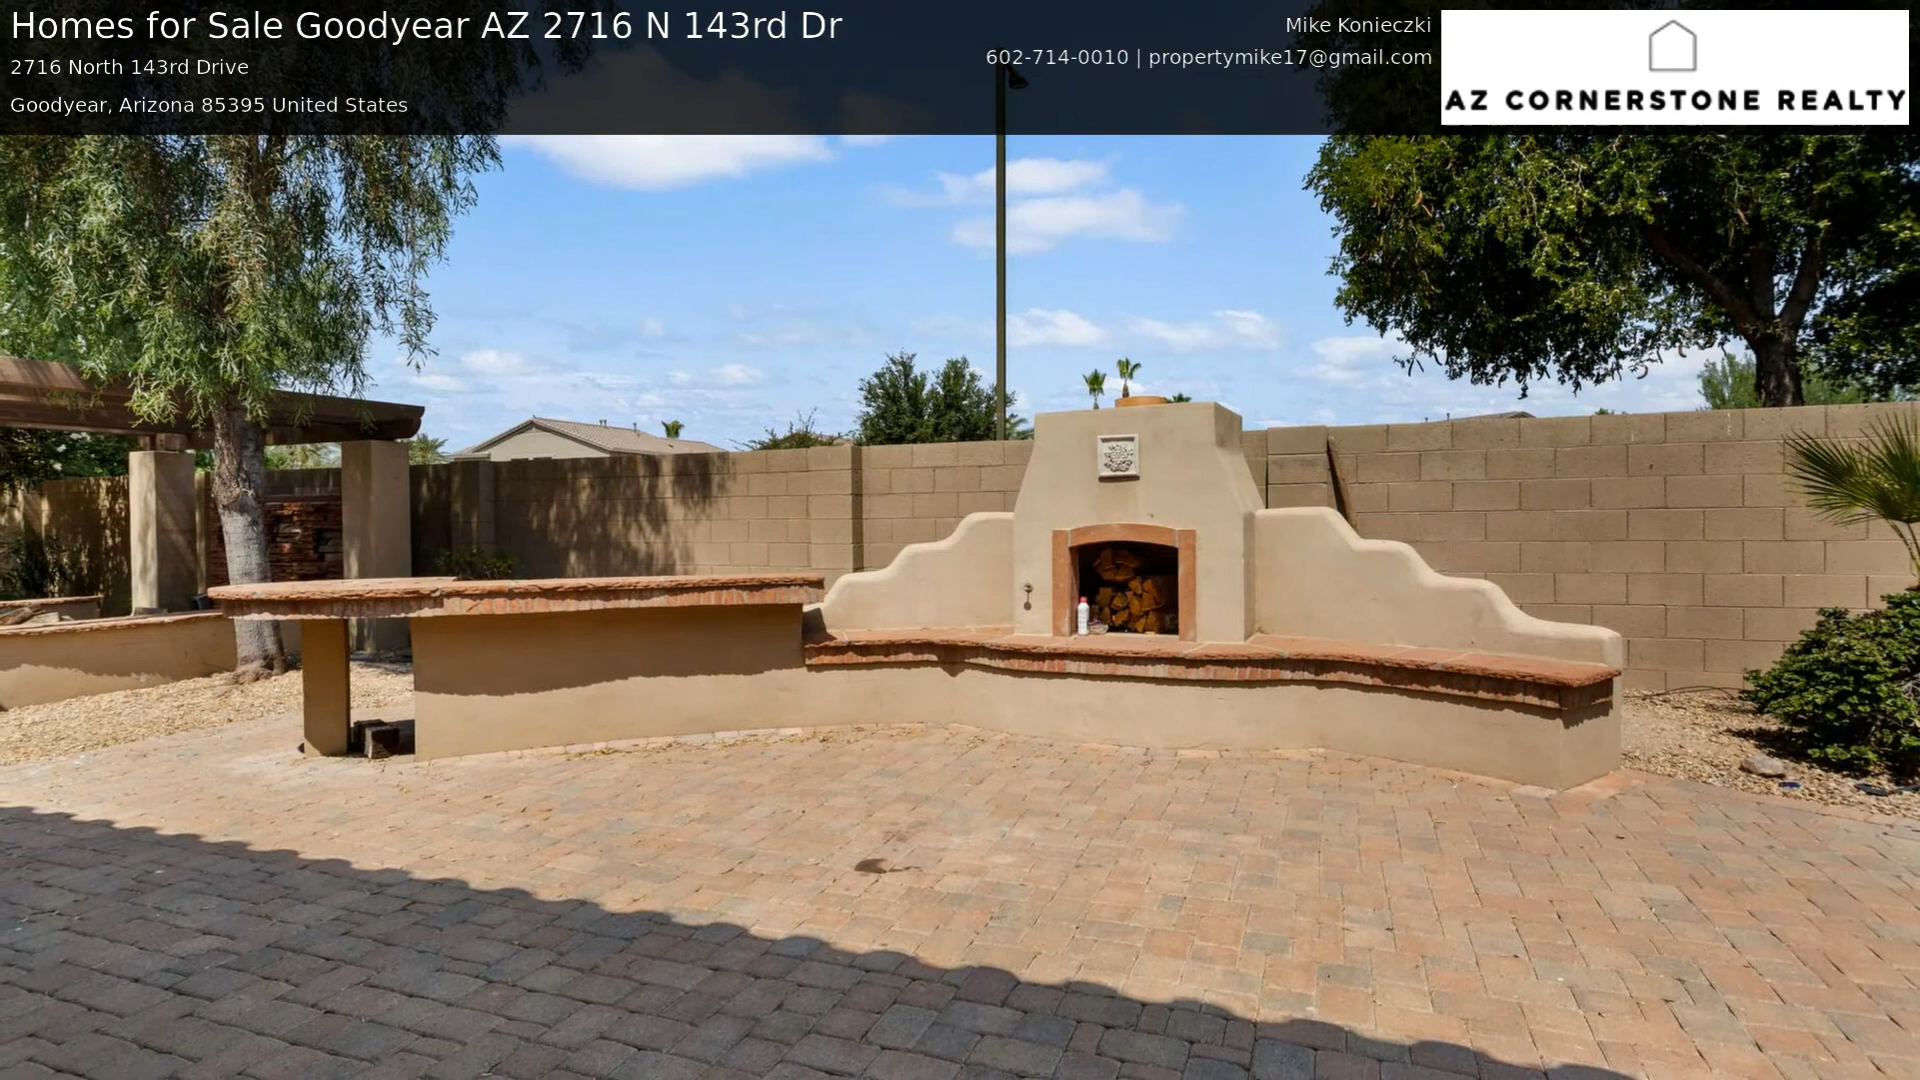 Homes for Sale Goodyear AZ 2716 N 143rd Dr
2716 North 143rd Drive
Goodyear, Arizona 85395 United States
Mike Konieczki
602-714-0010 | propertymike17@gmail.com
AZ CORNERSTONE REALTY